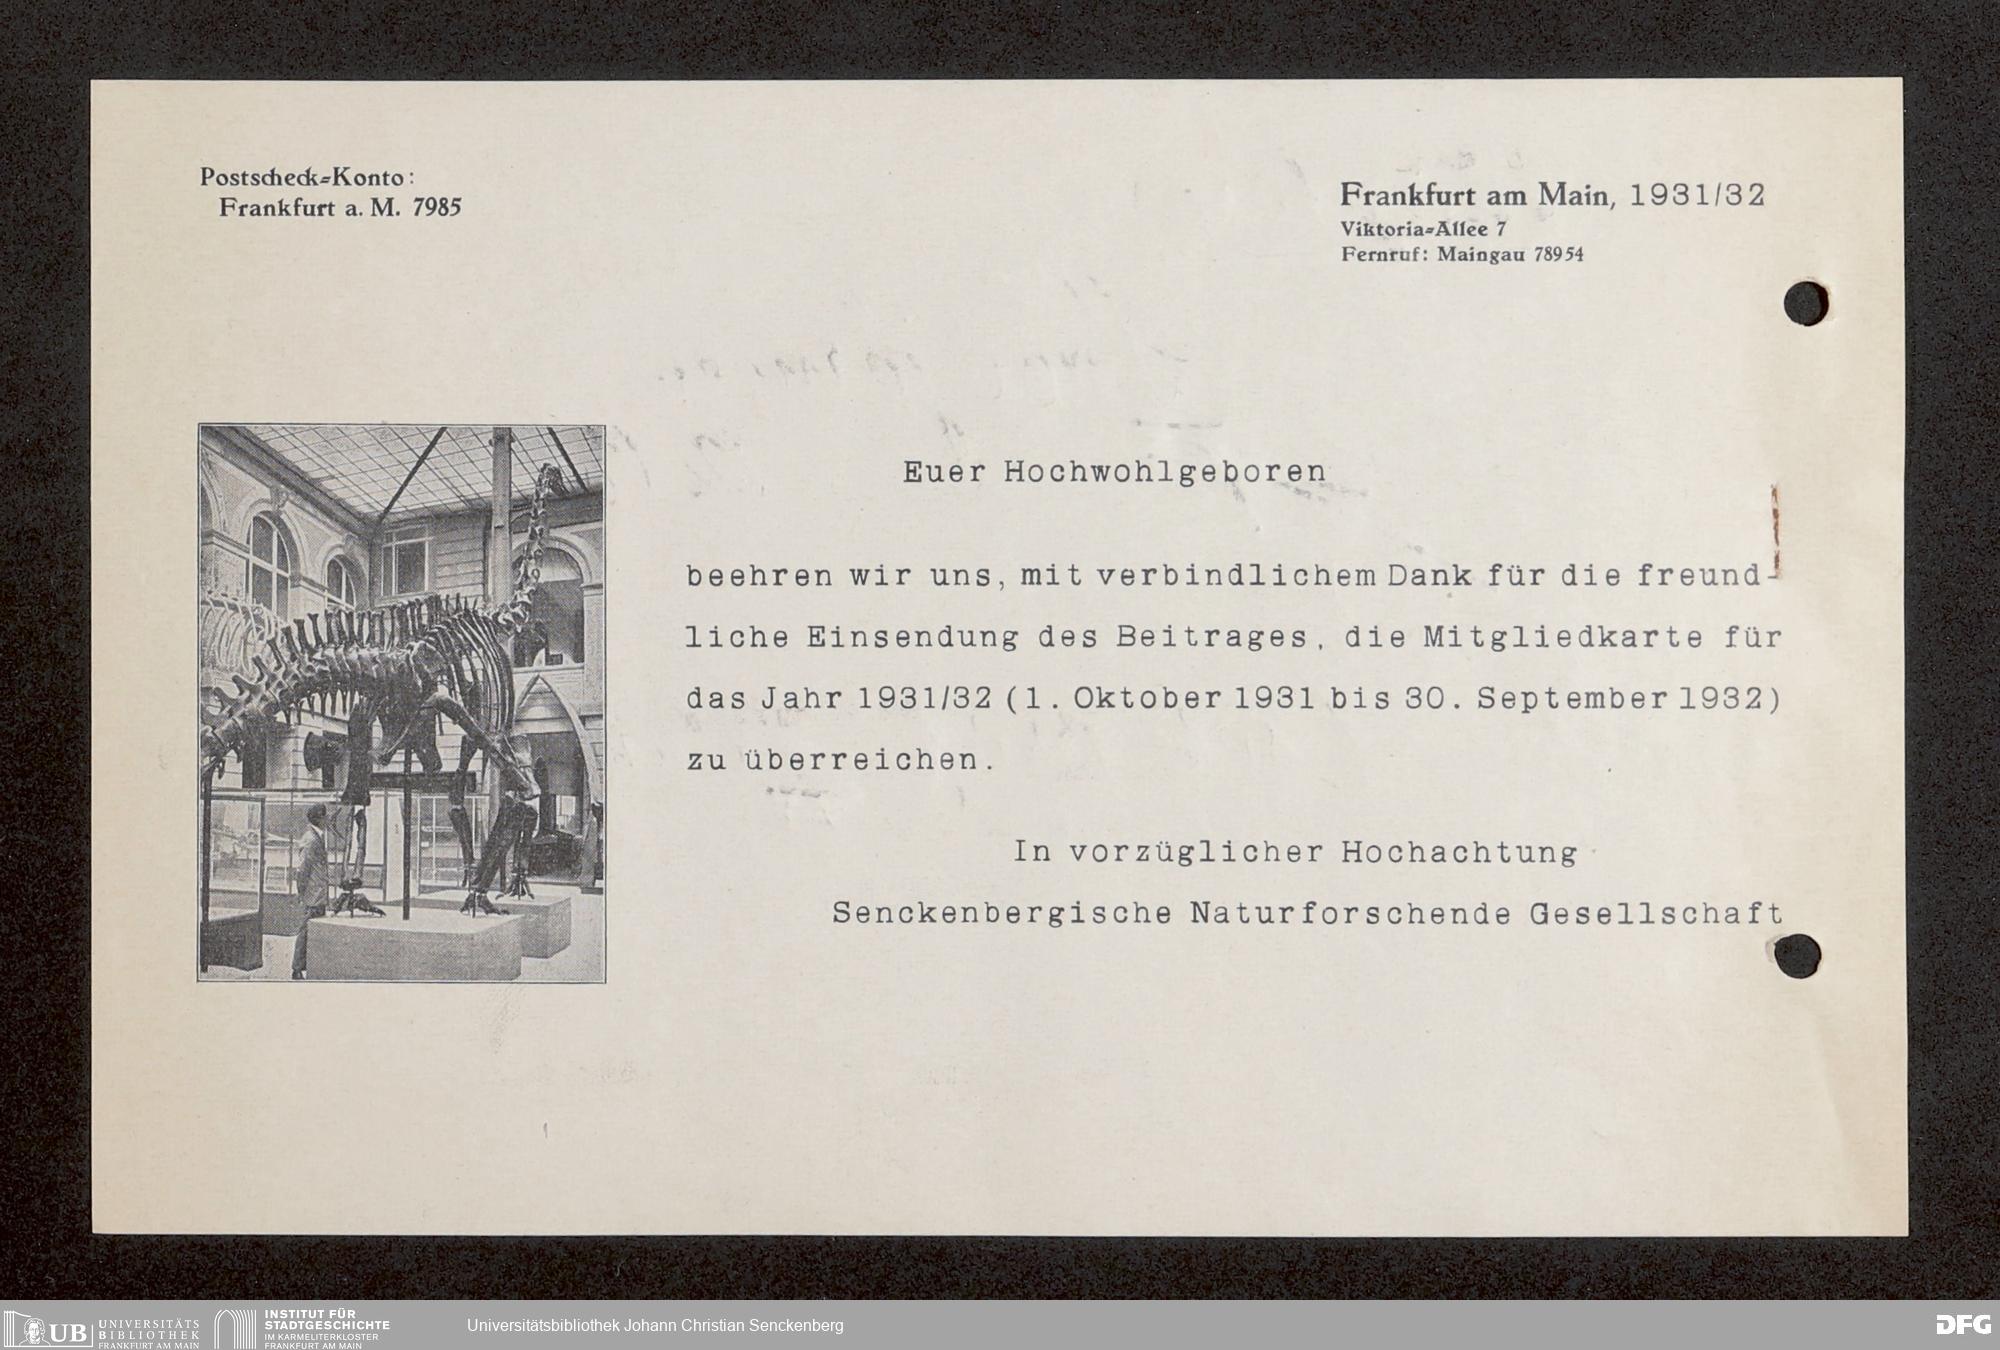 Postscheck-Konto:
Frankfurt a. M. 7985
Frankfurt am Main, 1931/32
Viktoria-Allee 7
Fernruf: Maingau 78954
Euer Hochwohlgeboren
beehren wir uns, mit verbindlichem Dank für die freund-
liche Einsendung des Beitrages, die Mitgliedkarte für
das Jahr 1931/32 (1. Oktober 1931 bis 30. September 1932)
zu überreichen.
In vorzüglicher Hochachtung
Senckenbergische Naturforschende Gesellschaft
UB
UNIVERSITÄTS
BIBLIOTHEK
FRANKFURT AM MAIN
INSTITUT FÜR
STADTGESCHICHTE
IM KARMELITERKLOSTER
FRANKFURT AM MAIN
Universitätsbibliothek Johann Christian Senckenberg
DFG